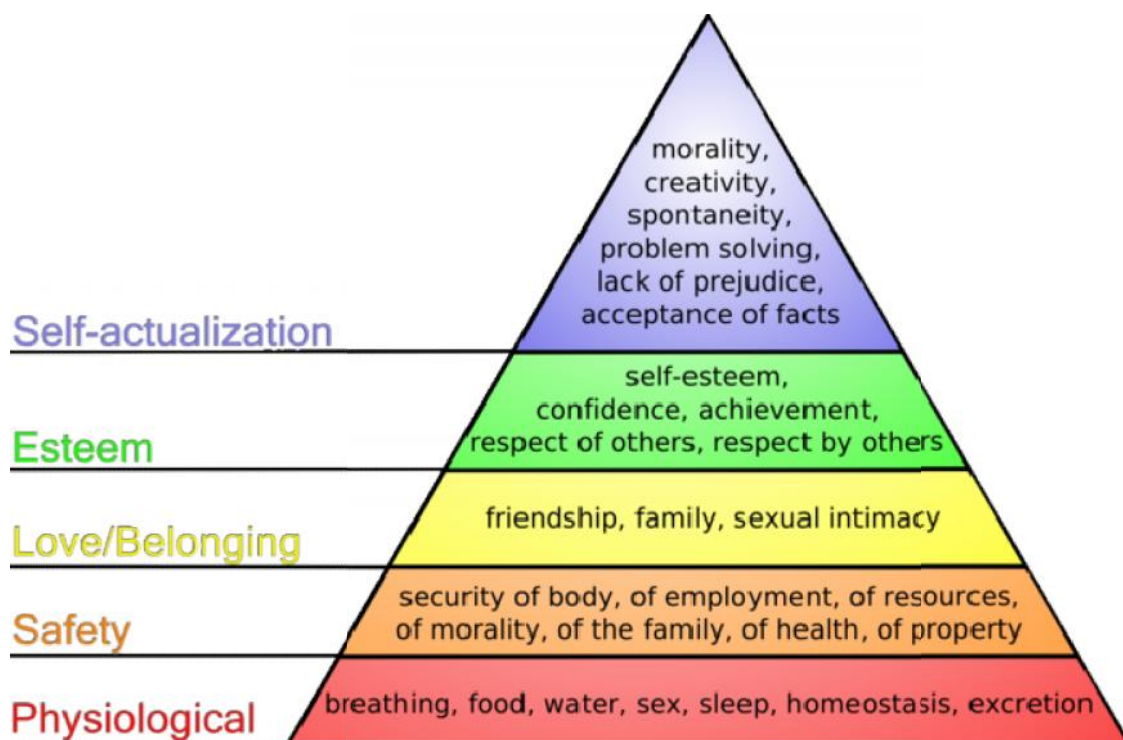 morality,
creativity,
spontaneity,
problem solving,
lack of prejudice,
acceptance of facts
Self-actualization
self-esteem,
confidence, achievement,
respect of others, respect by others
Esteem
friendship, family, sexual intimacy
Love/Belonging
security of body, of employment, of resources,
of morality, of the family, of health, of property
Safety
breathing, food, water, sex, sleep, homeostasis, excretion
Physiological